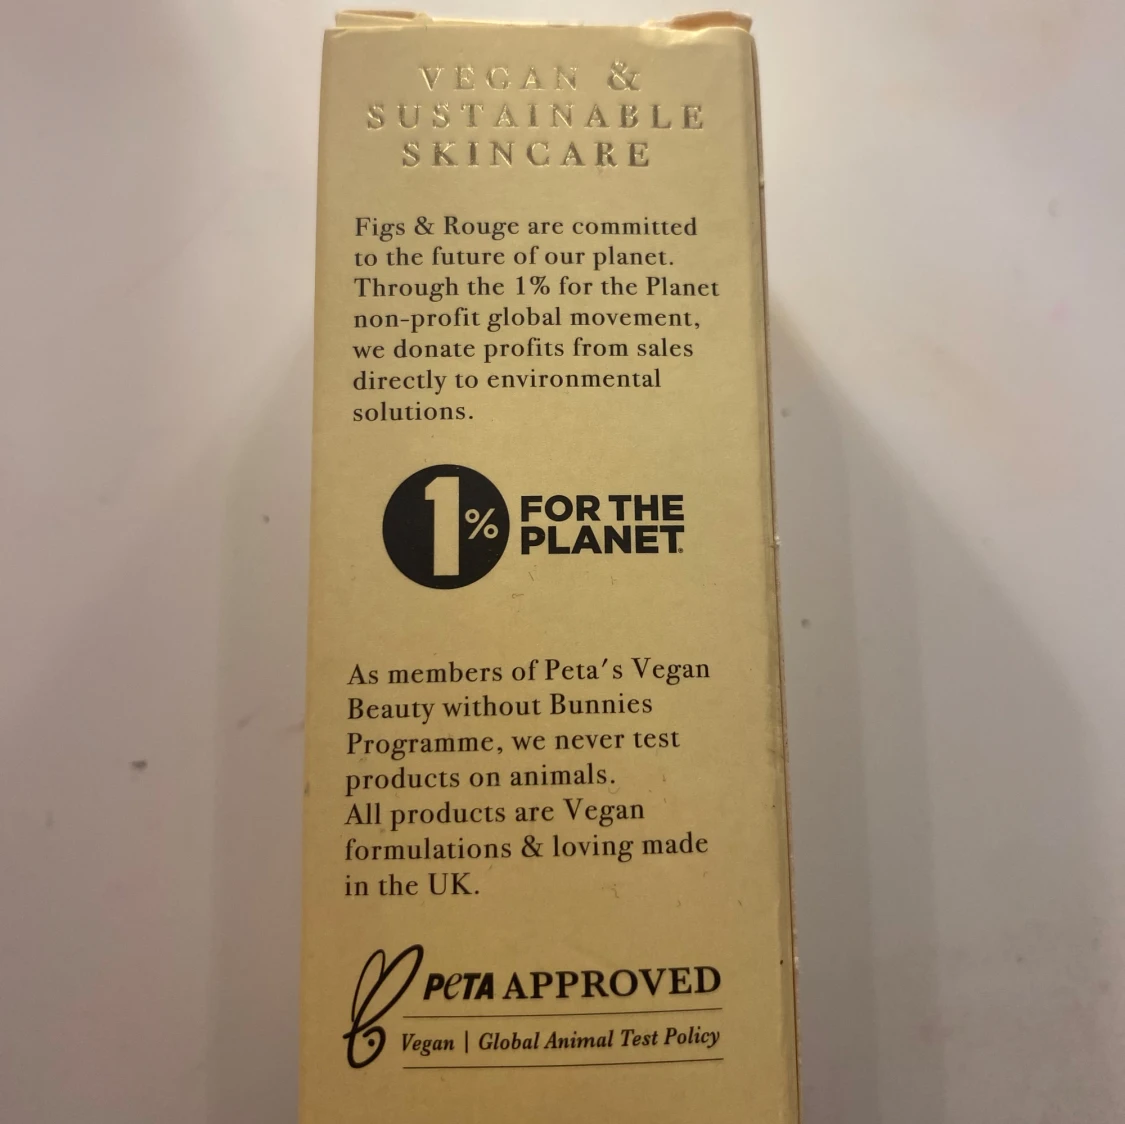 VEGAN &
SUSTAINABLE
SKINCARE
Figs & Rouge are committed
to the future of our planet.
Through the 1% for the Planet
non-profit global movement,
we donate profits from sales
directly to environmental
solutions.
1% FOR THE
PLANET.
As members of Peta's Vegan
Beauty without Bunnies
Programme, we never test
products on animals.
All products are Vegan
formulations & loving made
in the UK.
PeTA APPROVED
Vegan | Global Animal Test Policy